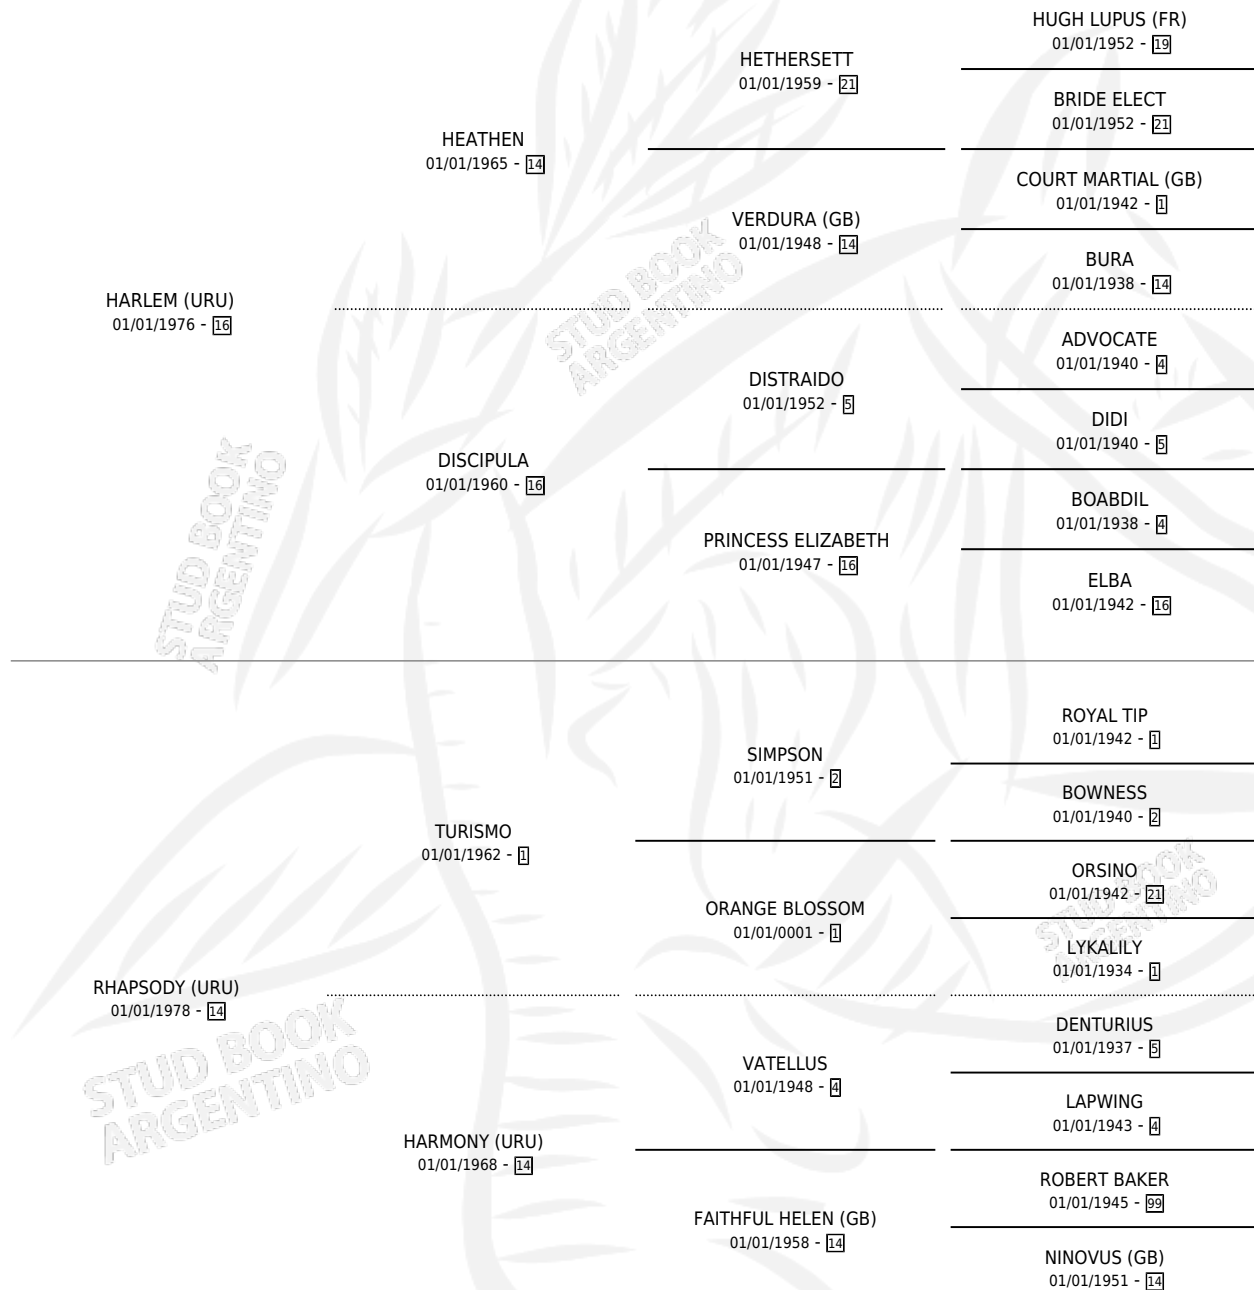 HUGH LUPUS (FR)
01/01/1952 - 19
HETHERSETT
01/01/1959 - 21
BRIDE ELECT
01/01/1952 - 21
HEATHEN
01/01/1965 - 14
COURT MARTIAL (GB)
01/01/1942 - 1
VERDURA (GB)
01/01/1948 - 14
BURA
01/01/1938 - 14
HARLEM (URU)
01/01/1976 - 16
ADVOCATE
01/01/1940 - 4
DISTRAIDO
01/01/1952 - 5
DIDI
01/01/1940 - 5
DISCIPULA
01/01/1960 - 16
BOABDIL
01/01/1938 - 4
PRINCESS ELIZABETH
01/01/1947 - 16
ELBA
01/01/1942 - 16
ROYAL TIP
01/01/1942 - 1
SIMPSON
01/01/1951 - 2
BOWNESS
01/01/1940 - 2
TURISMO
01/01/1962 - 1
ORSINO
01/01/1942 - 21
ORANGE BLOSSOM
01/01/0001 - 1
LYKALILY
01/01/1934 - 1
RHAPSODY (URU)
01/01/1978 - 14
DENTURIUS
01/01/1937 - 5
VATELLUS
01/01/1948 - 4
LAPWING
01/01/1943 - 4
HARMONY (URU)
01/01/1968 - 14
ROBERT BAKER
01/01/1945 - 99
FAITHFUL HELEN (GB)
01/01/1958 - 14
NINOVUS (GB)
01/01/1951 - 14
STUD BOOK
ARGENTINO
STUD BOOK
ARGENTINO
STUD BOOK
ARGENTINO
STUD BOOK
ARGENTINO